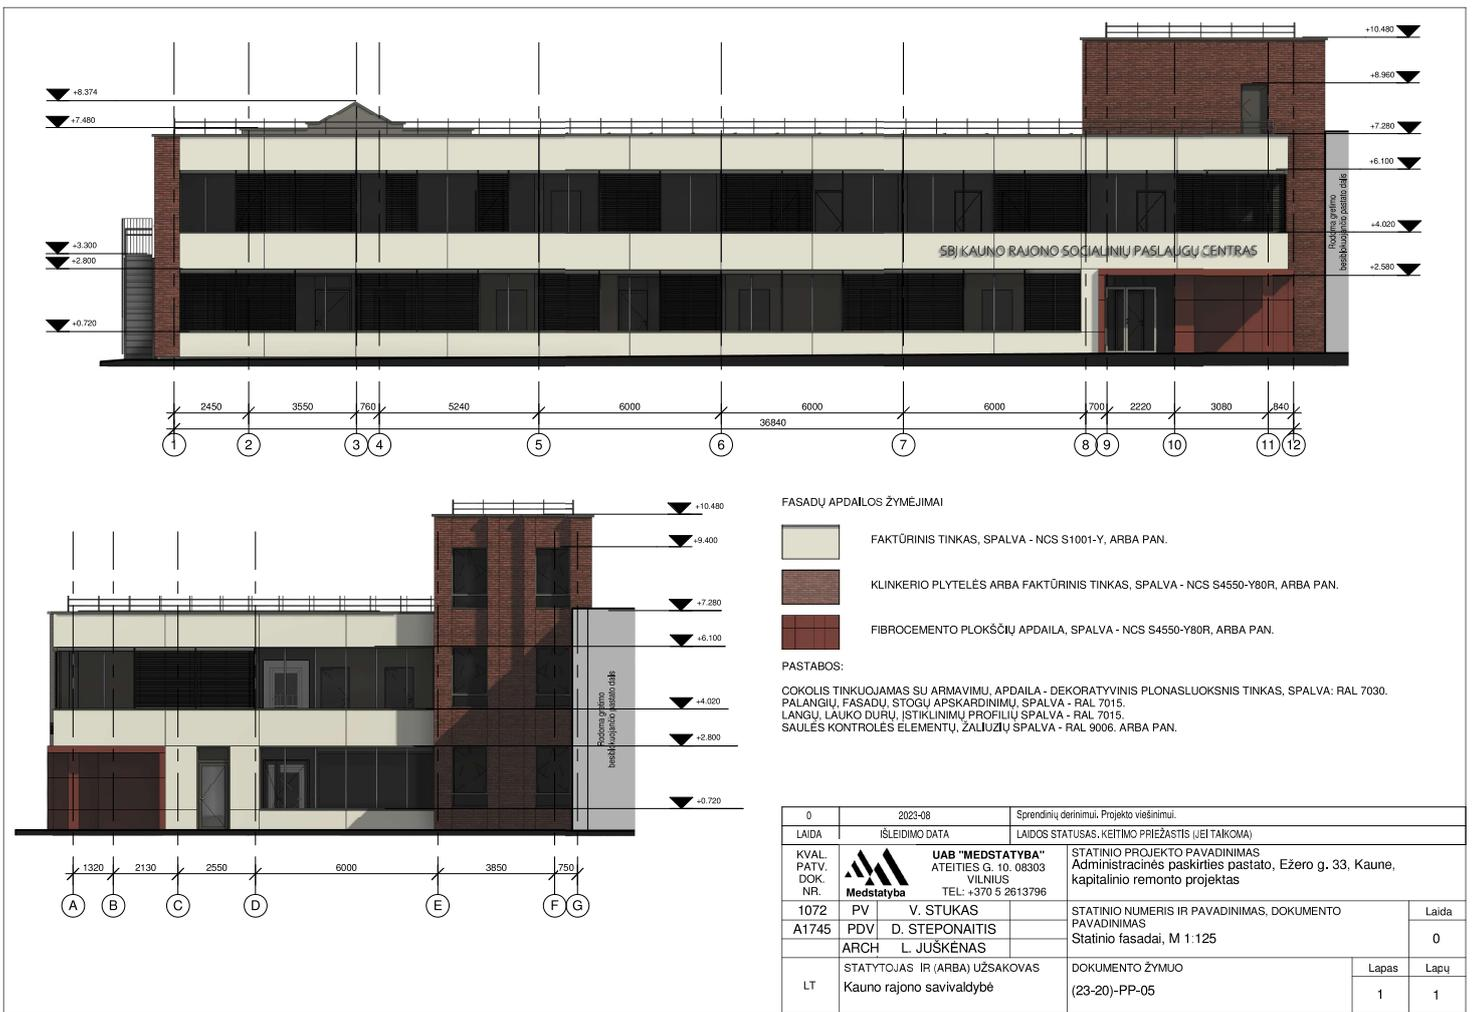 +10.480
+8.960
+8.374
+7.480
+7.280
+6.100
+4.020
+3.300
+2.800
+2.580
+0.720
SBĮ KAUNO RAJONO SOCIALINIŲ PASLAUGŲ CENTRAS
Rodoma gretimo
besiblokuojančio pastato dalis
2450 3550 760 5240 6000 6000 6000 700 2220 3080 840
36840
1 2 3 4 5 6 7 8 9 10 11 12
+10.480
+9.400
+7.280
+6.100
+4.020
+2.800
+0.720
Rodoma gretimo
besiblokuojančio pastato dalis
1320 2130 2550 6000 3850 750
A B C D E F G
FASADŲ APDAILOS ŽYMĖJIMAI
FAKTŪRINIS TINKAS, SPALVA - NCS S1001-Y, ARBA PAN.
KLINKERIO PLYTELĖS ARBA FAKTŪRINIS TINKAS, SPALVA - NCS S4550-Y80R, ARBA PAN.
FIBROCEMENTO PLOKŠČIŲ APDAILA, SPALVA - NCS S4550-Y80R, ARBA PAN.
PASTABOS:
COKOLIS TINKUOJAMAS SU ARMAVIMU, APDAILA - DEKORATYVINIS PLONASLUOKSNIS TINKAS, SPALVA: RAL 7030.
PALANGIŲ, FASADŲ, STOGŲ APSKARDINIMŲ, SPALVA - RAL 7015.
LANGŲ, LAUKO DURŲ, ĮSTIKLINIMŲ PROFILIŲ SPALVA - RAL 7015.
SAULĖS KONTROLĖS ELEMENTŲ, ŽALIUZIŲ SPALVA - RAL 9006. ARBA PAN.
0 2023-08 Sprendinių derinimui. Projekto viešinimui.
LAIDA IŠLEIDIMO DATA LAIDOS STATUSAS. KEITIMO PRIEŽASTIS (JEI TAIKOMA)
KVAL.
PATV.
DOK.
NR.
Medstatyba
UAB "MEDSTATYBA"
ATEITIES G. 10. 08303
VILNIUS
TEL: +370 5 2613796
STATINIO PROJEKTO PAVADINIMAS
Administracinės paskirties pastato, Ežero g. 33, Kaune,
kapitalinio remonto projektas
1072 PV V. STUKAS
A1745 PDV D. STEPONAITIS
ARCH L. JUŠKĖNAS
STATINIO NUMERIS IR PAVADINIMAS, DOKUMENTO
PAVADINIMAS
Statinio fasadai, M 1:125
Laida
0
LT
STATYTOJAS IR (ARBA) UŽSAKOVAS
Kauno rajono savivaldybė
DOKUMENTO ŽYMUO
(23-20)-PP-05
Lapas Lapų
1 1